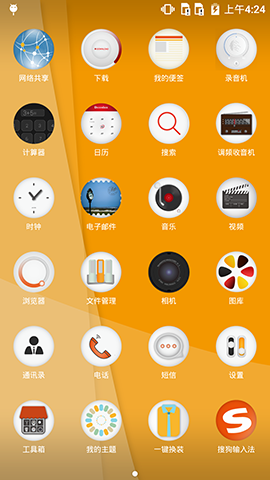 上午4:24
网络共享 下载 我的便签 录音机
计算器 日历 搜索 调频收音机
时钟 电子邮件 音乐 视频
浏览器 文件管理 相机 图库
通讯录 电话 短信 设置
工具箱 我的主题 一键换装 搜狗输入法